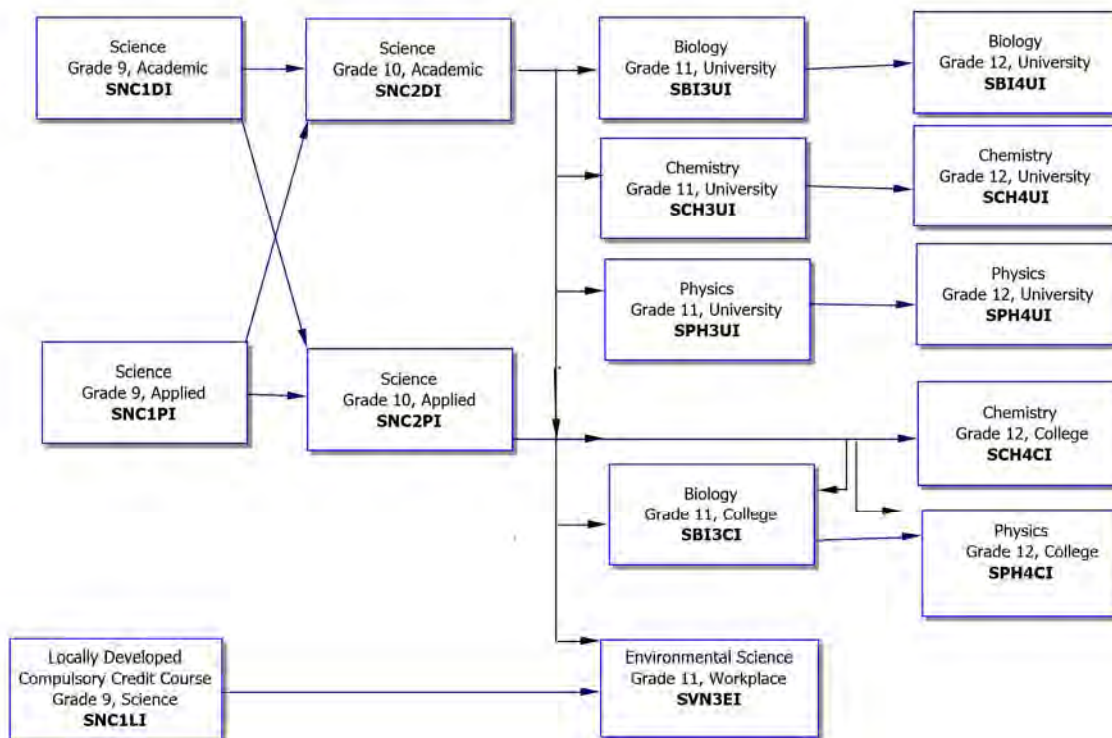 Science
Grade 9, Academic
SNC1DI
Science
Grade 10, Academic
SNC2DI
Biology
Grade 11, University
SBI3UI
Biology
Grade 12, University
SBI4UI
Chemistry
Grade 11, University
SCH3UI
Chemistry
Grade 12, University
SCH4UI
Physics
Grade 11, University
SPH3UI
Physics
Grade 12, University
SPH4UI
Science
Grade 9, Applied
SNC1PI
Science
Grade 10, Applied
SNC2PI
Chemistry
Grade 12, College
SCH4CI
Biology
Grade 11, College
SBI3CI
Physics
Grade 12, College
SPH4CI
Locally Developed
Compulsory Credit Course
Grade 9, Science
SNC1LI
Environmental Science
Grade 11, Workplace
SVN3EI